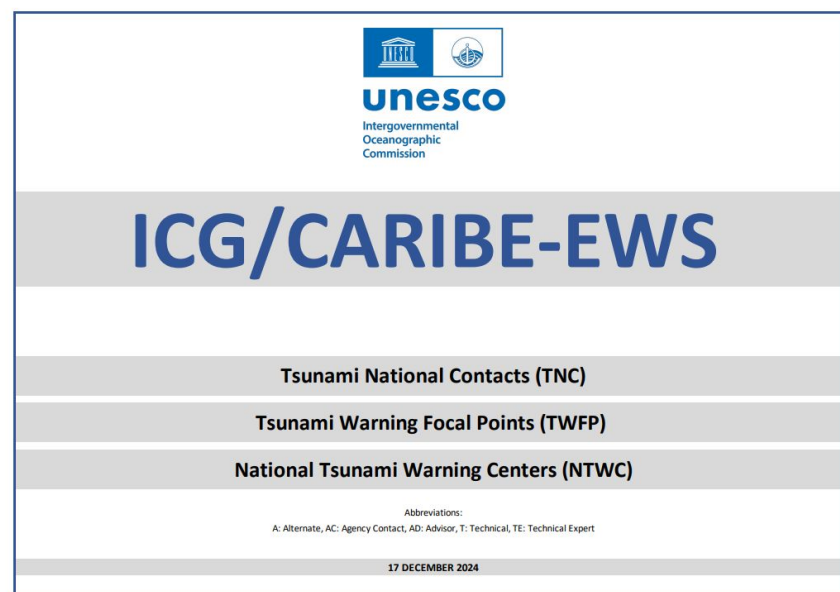 UNESCO
unesco
Intergovernmental
Oceanographic
Commission
ICG/CARIBE-EWS
Tsunami National Contacts (TNC)
Tsunami Warning Focal Points (TWFP)
National Tsunami Warning Centers (NTWC)
Abbreviations:
A: Alternate, AC: Agency Contact, AD: Advisor, T: Technical, TE: Technical Expert
17 DECEMBER 2024